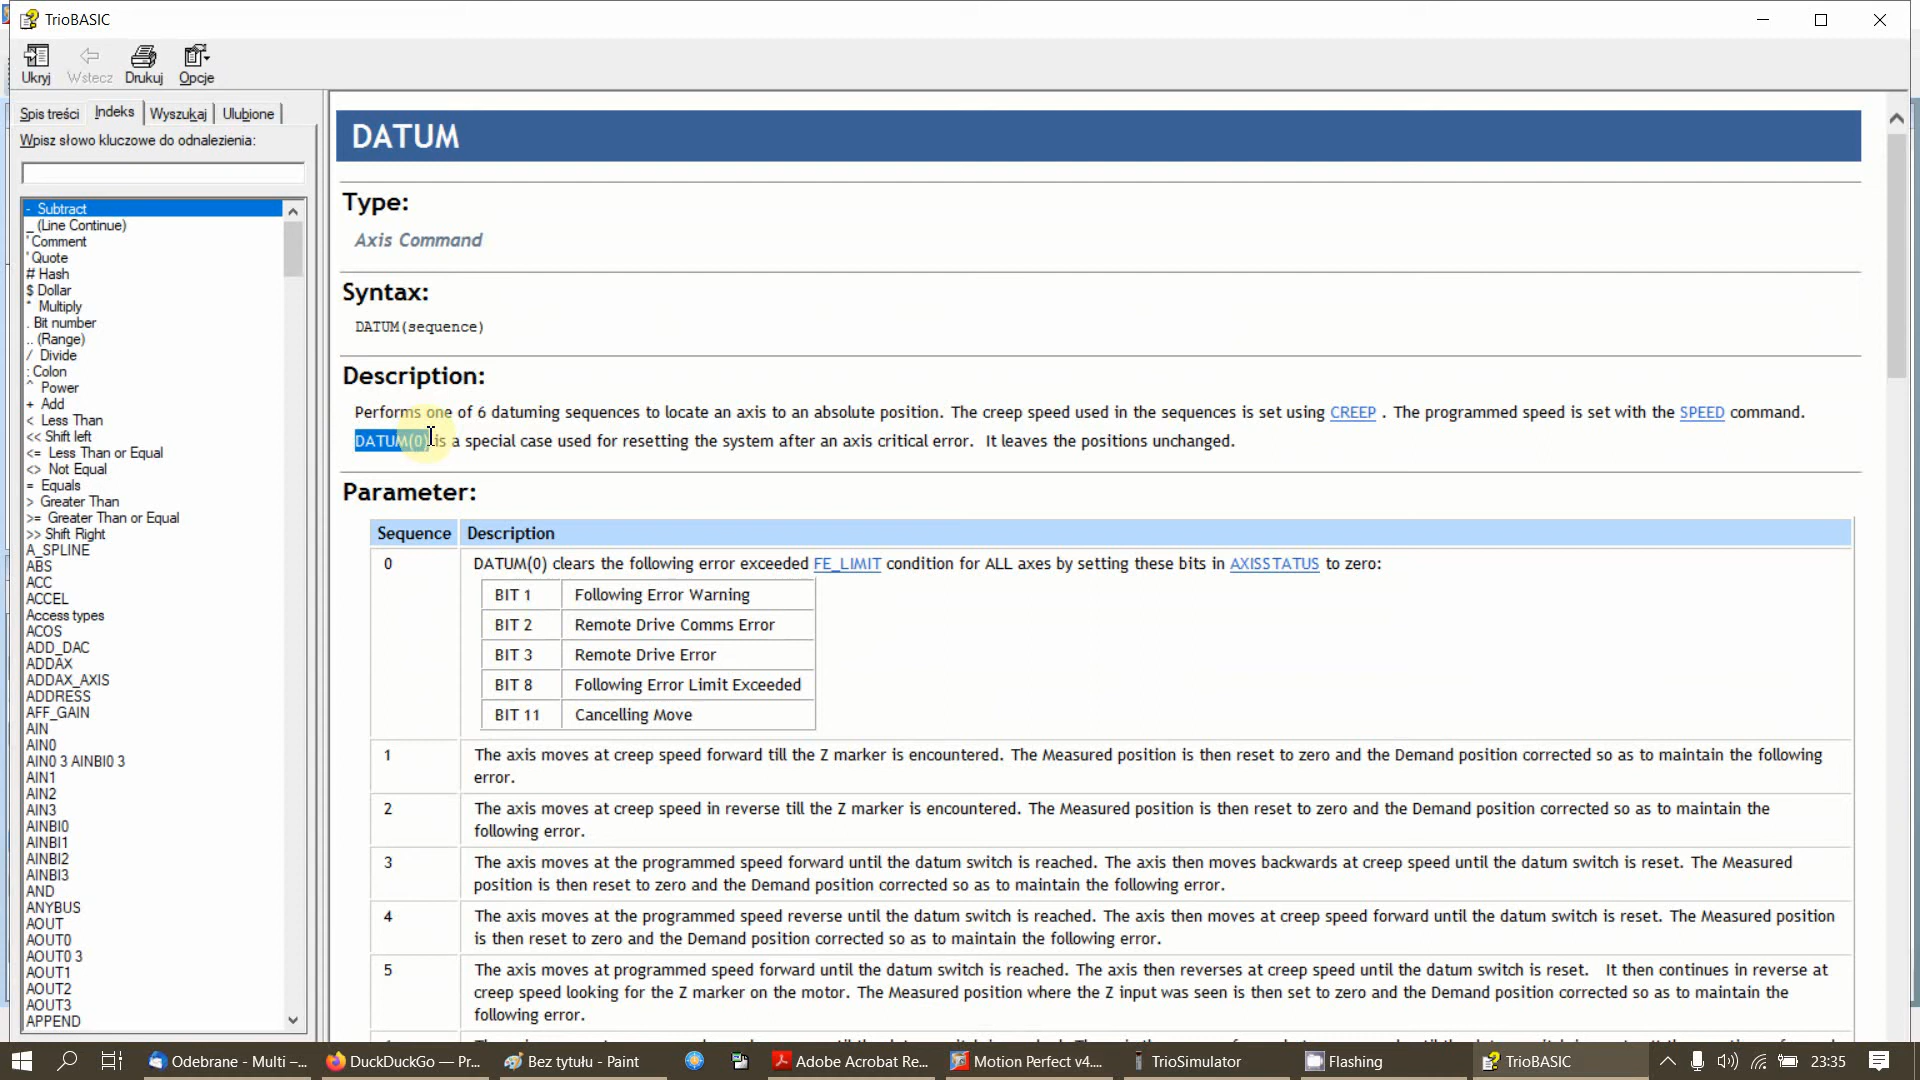 TrioBASIC
Ukryj
Wstecz
Drukuj
Opcje
Spis treści
Indeks
Wyszukaj
Ulubione
Wpisz słowo kluczowe do odnalezienia:
- Subtract
_ (Line Continue)
' Comment
' Quote
# Hash
$ Dollar
* Multiply
. Bit number
.. (Range)
/ Divide
: Colon
^ Power
+ Add
< Less Than
<< Shift left
<= Less Than or Equal
<> Not Equal
= Equals
> Greater Than
>= Greater Than or Equal
>> Shift Right
A_SPLINE
ABS
ACC
ACCEL
Access types
ACOS
ADD_DAC
ADDAX
ADDAX_AXIS
ADDRESS
AFF_GAIN
AIN
AIN0
AIN0 3 AINBI0 3
AIN1
AIN2
AIN3
AINBI0
AINBI1
AINBI2
AINBI3
AND
ANYBUS
AOUT
AOUT0
AOUT0 3
AOUT1
AOUT2
AOUT3
APPEND
DATUM
Type:
Axis Command
Syntax:
DATUM(sequence)
Description:
Performs one of 6 datuming sequences to locate an axis to an absolute position. The creep speed used in the sequences is set using CREEP . The programmed speed is set with the SPEED command.
DATUM(0) is a special case used for resetting the system after an axis critical error. It leaves the positions unchanged.
Parameter:
Sequence Description
0 DATUM(0) clears the following error exceeded FE_LIMIT condition for ALL axes by setting these bits in AXISSTATUS to zero:
BIT 1 Following Error Warning
BIT 2 Remote Drive Comms Error
BIT 3 Remote Drive Error
BIT 8 Following Error Limit Exceeded
BIT 11 Cancelling Move
1 The axis moves at creep speed forward till the Z marker is encountered. The Measured position is then reset to zero and the Demand position corrected so as to maintain the following
error.
2 The axis moves at creep speed in reverse till the Z marker is encountered. The Measured position is then reset to zero and the Demand position corrected so as to maintain the
following error.
3 The axis moves at the programmed speed forward until the datum switch is reached. The axis then moves backwards at creep speed until the datum switch is reset. The Measured
position is then reset to zero and the Demand position corrected so as to maintain the following error.
4 The axis moves at the programmed speed reverse until the datum switch is reached. The axis then moves at creep speed forward until the datum switch is reset. The Measured position
is then reset to zero and the Demand position corrected so as to maintain the following error.
5 The axis moves at programmed speed forward until the datum switch is reached. The axis then reverses at creep speed until the datum switch is reset. It then continues in reverse at
creep speed looking for the Z marker on the motor. The Measured position where the Z input was seen is then set to zero and the Demand position corrected so as to maintain the
following error.
Odebrane - Multi –...
DuckDuckGo — Pr...
Bez tytułu - Paint
Adobe Acrobat Re...
Motion Perfect v4....
TrioSimulator
Flashing
TrioBASIC
23:35